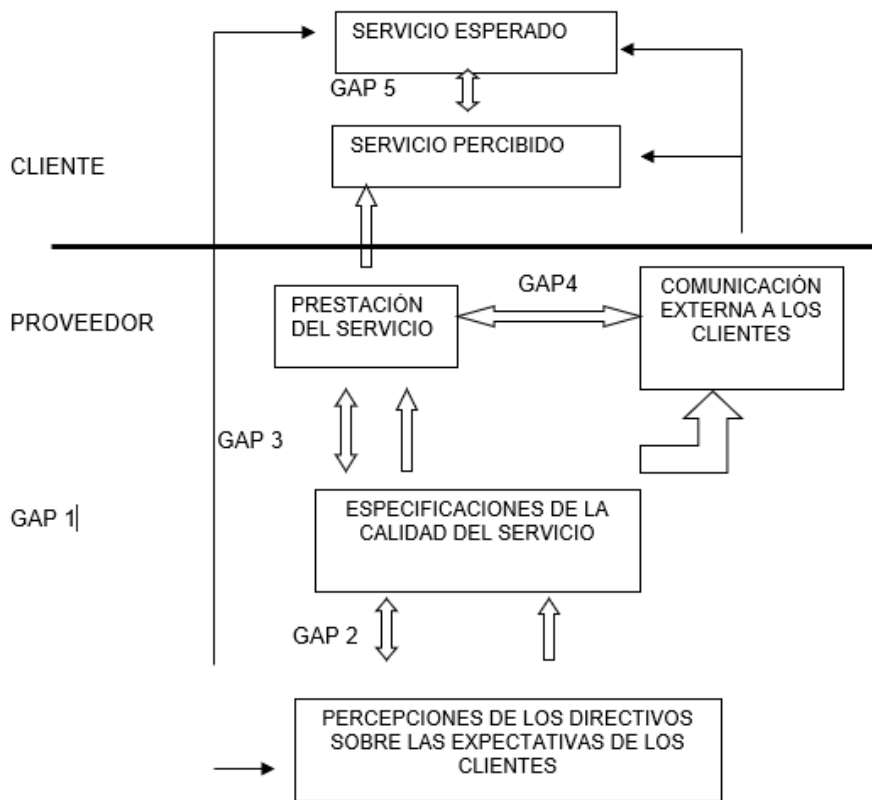 SERVICIO ESPERADO
GAP 5
SERVICIO PERCIBIDO
CLIENTE
PROVEEDOR
PRESTACIÓN
DEL SERVICIO
GAP4
COMUNICACIÓN
EXTERNA A LOS
CLIENTES
GAP 3
GAP 1
ESPECIFICACIONES DE LA
CALIDAD DEL SERVICIO
GAP 2
PERCEPCIONES DE LOS DIRECTIVOS
SOBRE LAS EXPECTATIVAS DE LOS
CLIENTES